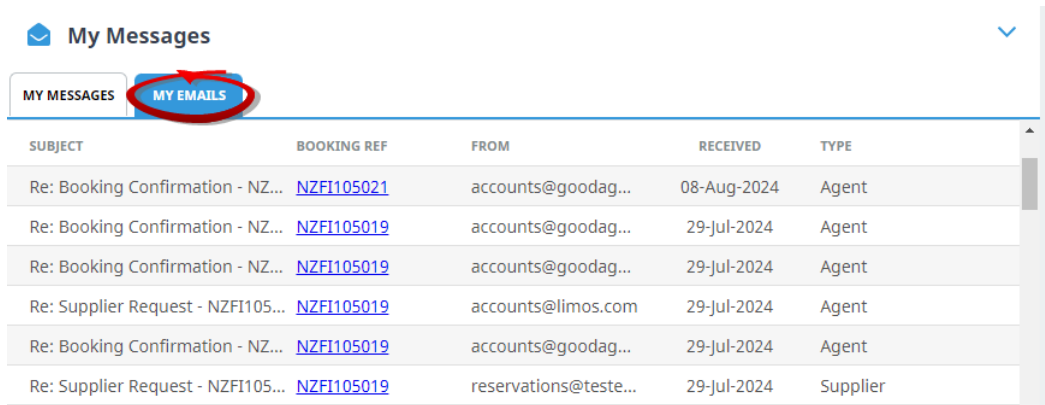 My Messages
MY MESSAGES MY EMAILS
SUBJECT BOOKING REF FROM RECEIVED TYPE
Re: Booking Confirmation - NZ... NZFI105021 accounts@goodag... 08-Aug-2024 Agent
Re: Booking Confirmation - NZ... NZFI105019 accounts@goodag... 29-Jul-2024 Agent
Re: Booking Confirmation - NZ... NZFI105019 accounts@goodag... 29-Jul-2024 Agent
Re: Supplier Request - NZFI105... NZFI105019 accounts@limos.com 29-Jul-2024 Agent
Re: Booking Confirmation - NZ... NZFI105019 accounts@goodag... 29-Jul-2024 Agent
Re: Supplier Request - NZFI105... NZFI105019 reservations@teste... 29-Jul-2024 Supplier